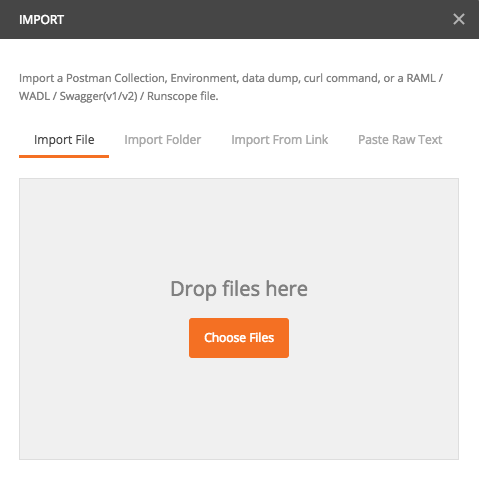 IMPORT
Import a Postman Collection, Environment, data dump, curl command, or a RAML /
WADL / Swagger(v1/v2) / Runscope file.
Import File Import Folder Import From Link Paste Raw Text
Drop files here
Choose Files